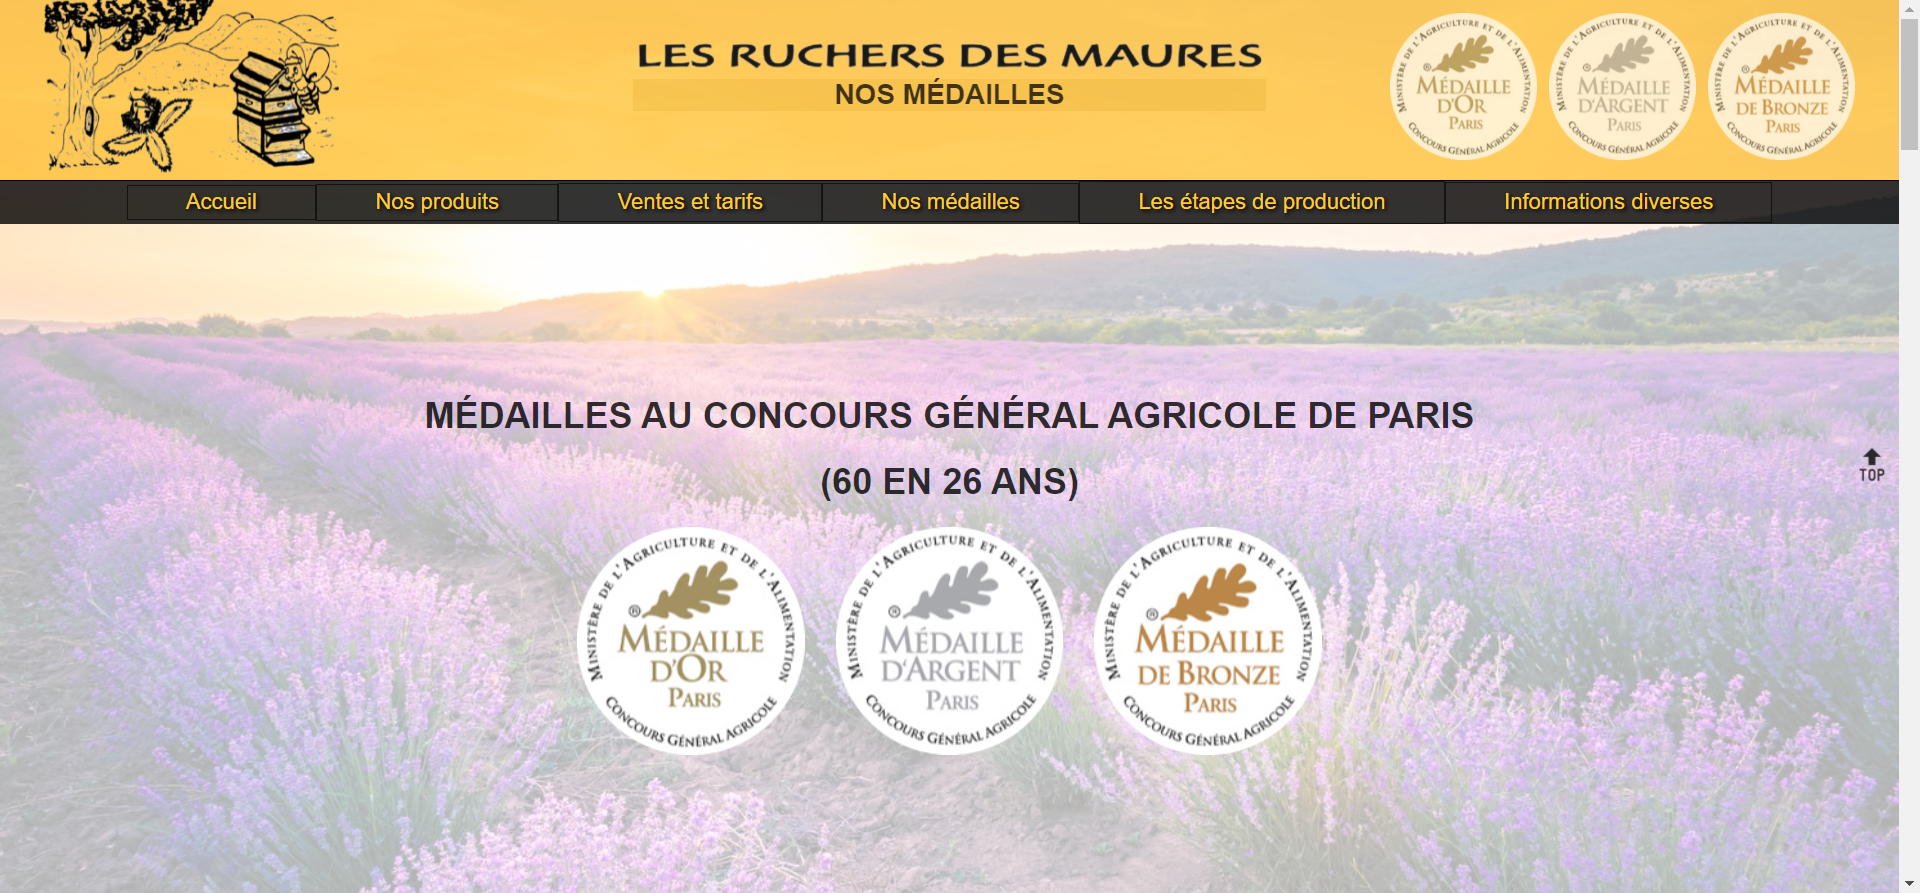 LES RUCHERS DES MAURES
NOS MÉDAILLES
MINISTÈRE DE L'AGRICULTURE ET DE L'ALIMENTATION
®
MÉDAILLE
D'OR
PARIS
CONCOURS GÉNÉRAL AGRICOLE
MINISTÈRE DE L'AGRICULTURE ET DE L'ALIMENTATION
®
MÉDAILLE
D'ARGENT
PARIS
CONCOURS GÉNÉRAL AGRICOLE
MINISTÈRE DE L'AGRICULTURE ET DE L'ALIMENTATION
®
MÉDAILLE
DE BRONZE
PARIS
CONCOURS GÉNÉRAL AGRICOLE
Accueil
Nos produits
Ventes et tarifs
Nos médailles
Les étapes de production
Informations diverses
MÉDAILLES AU CONCOURS GÉNÉRAL AGRICOLE DE PARIS
(60 EN 26 ANS)
TOP
MINISTÈRE DE L'AGRICULTURE ET DE L'ALIMENTATION
®
MÉDAILLE
D'OR
PARIS
CONCOURS GÉNÉRAL AGRICOLE
MINISTÈRE DE L'AGRICULTURE ET DE L'ALIMENTATION
®
MÉDAILLE
D'ARGENT
PARIS
CONCOURS GÉNÉRAL AGRICOLE
MINISTÈRE DE L'AGRICULTURE ET DE L'ALIMENTATION
®
MÉDAILLE
DE BRONZE
PARIS
CONCOURS GÉNÉRAL AGRICOLE